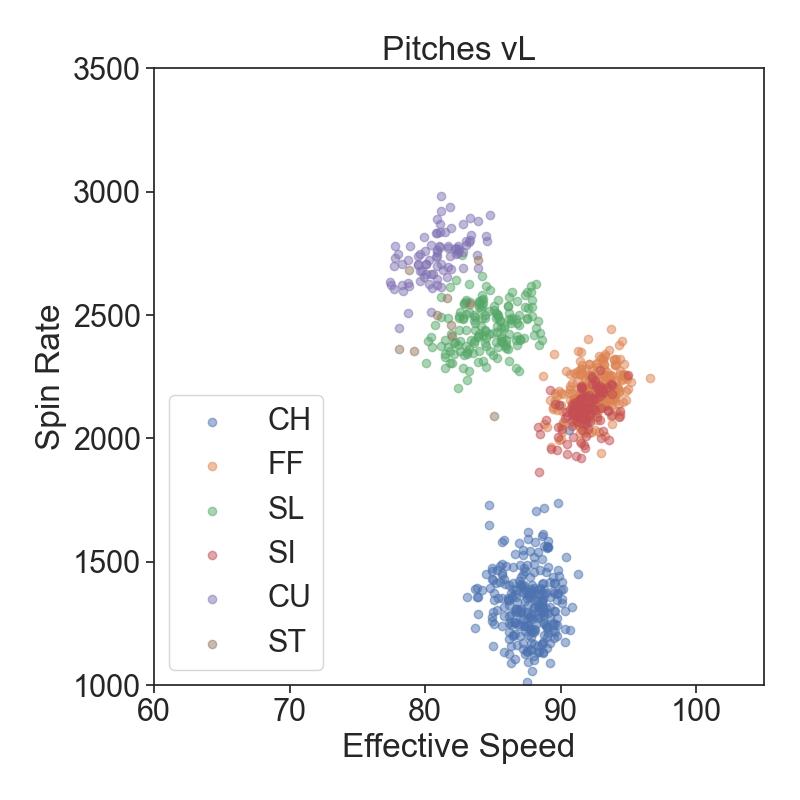 Pitches vL
3500
3000
2500
2000
1500
1000
Spin Rate
CH
FF
SL
SI
CU
ST
60 70 80 90 100
Effective Speed